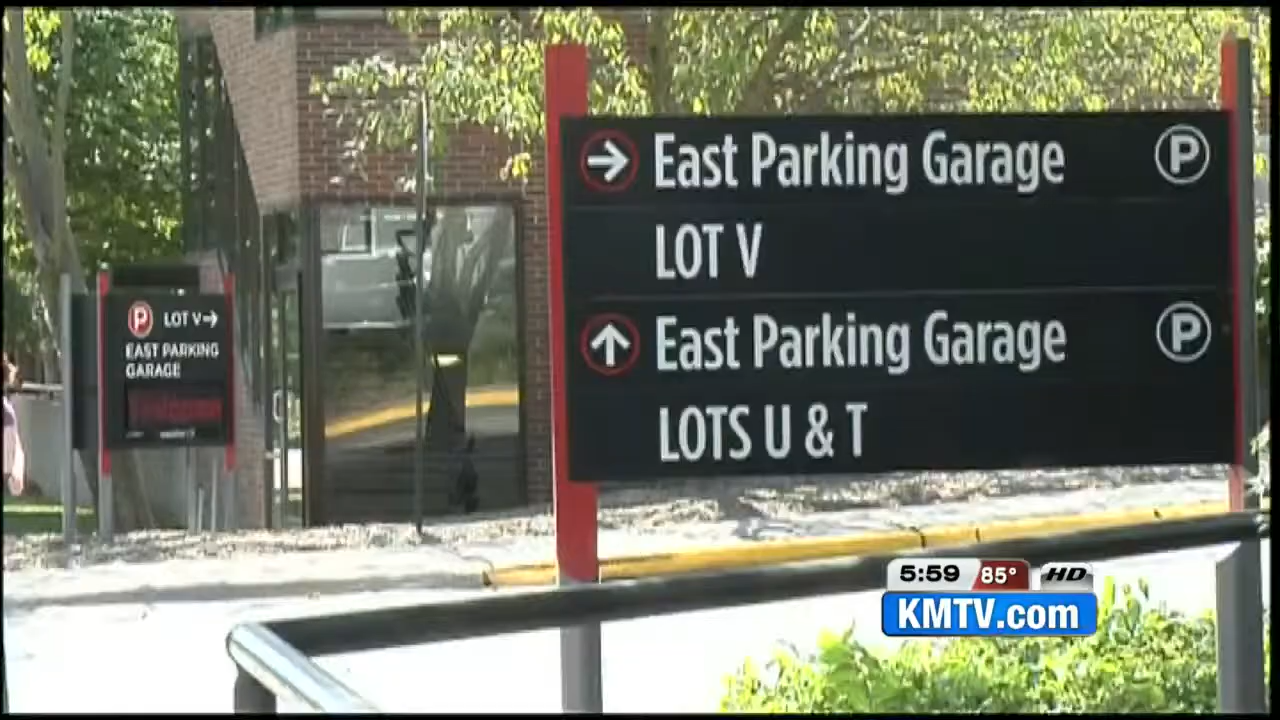 East Parking Garage P
LOT V
East Parking Garage P
LOTS U & T
P LOT V
EAST PARKING
GARAGE
5:59 85° HD
KMTV.com